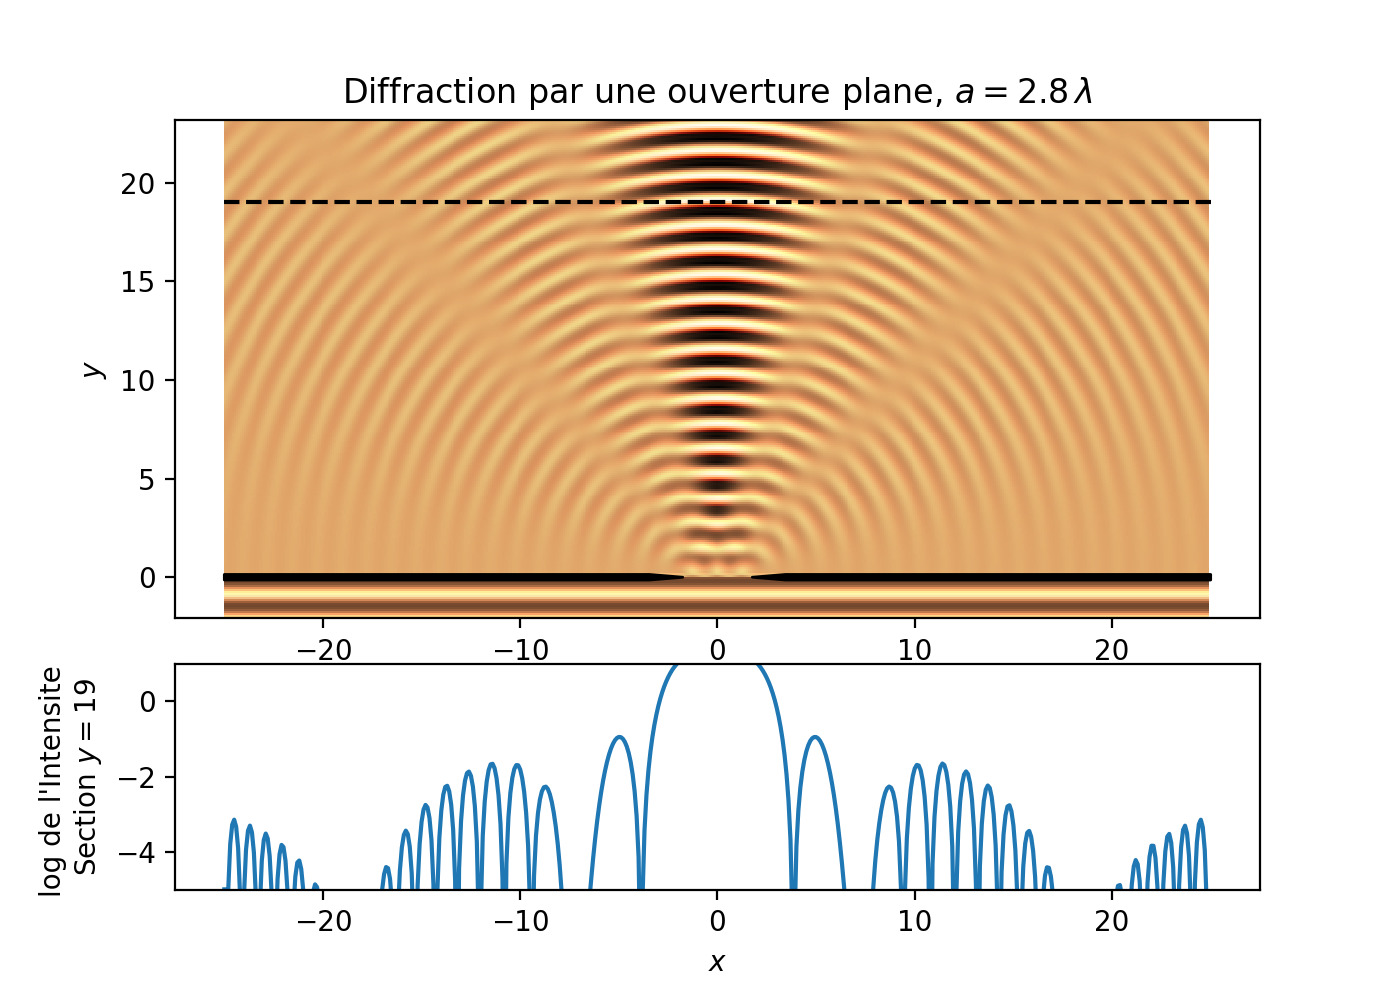 Diffraction par une ouverture plane, a = 2.8 λ
20
15
10
5
0
y
−20 −10 0 10 20
log de l'Intensite
Section y = 19
0
−2
−4
−20 −10 0 10 20
x